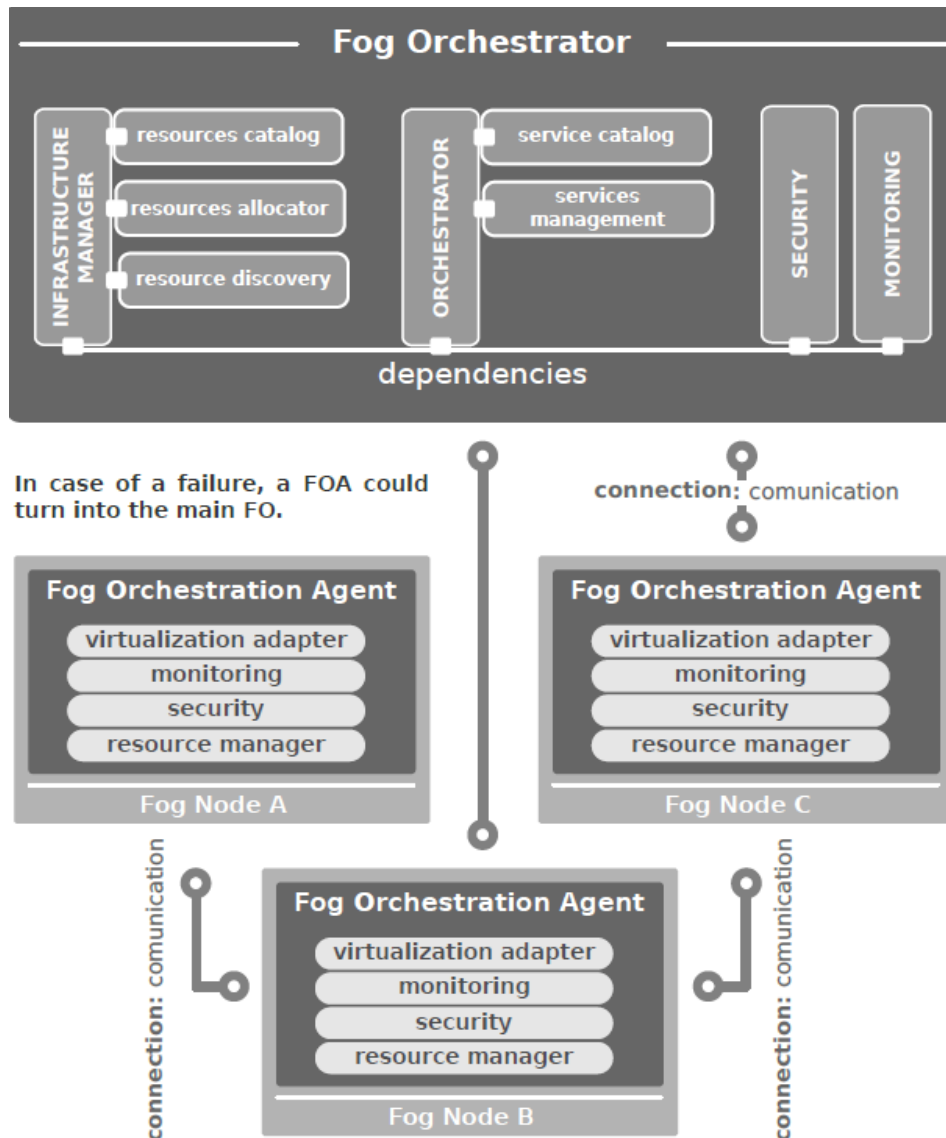 Fog Orchestrator
INFRASTRUCTURE
MANAGER
resources catalog
resources allocator
resource discovery
ORCHESTRATOR
service catalog
services
management
SECURITY
MONITORING
dependencies
In case of a failure, a FOA could
turn into the main FO.
connection: comunication
Fog Orchestration Agent
virtualization adapter
monitoring
security
resource manager
Fog Node A
Fog Orchestration Agent
virtualization adapter
monitoring
security
resource manager
Fog Node C
connection: comunication
Fog Orchestration Agent
virtualization adapter
monitoring
security
resource manager
Fog Node B
connection: comunication